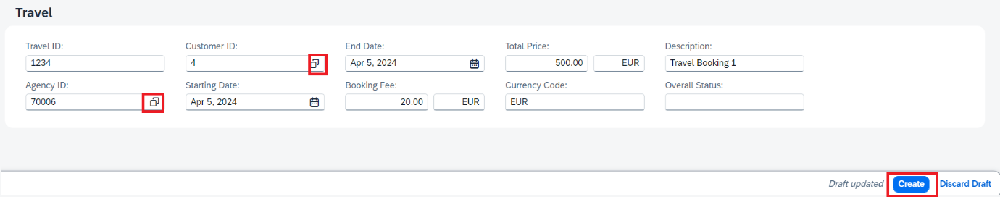 Travel
Travel ID: Customer ID: End Date: Total Price: Description:
1234 4 Apr 5, 2024 500.00 EUR Travel Booking 1
Agency ID: Starting Date: Booking Fee: Currency Code: Overall Status:
70006 Apr 5, 2024 20.00 EUR EUR
Draft updated Create Discard Draft